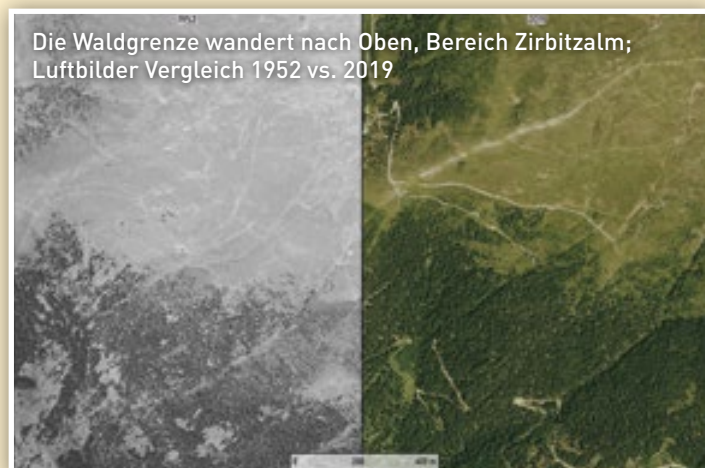 Die Waldgrenze wandert nach Oben, Bereich Zirbitzalm;
Luftbilder Vergleich 1952 vs. 2019